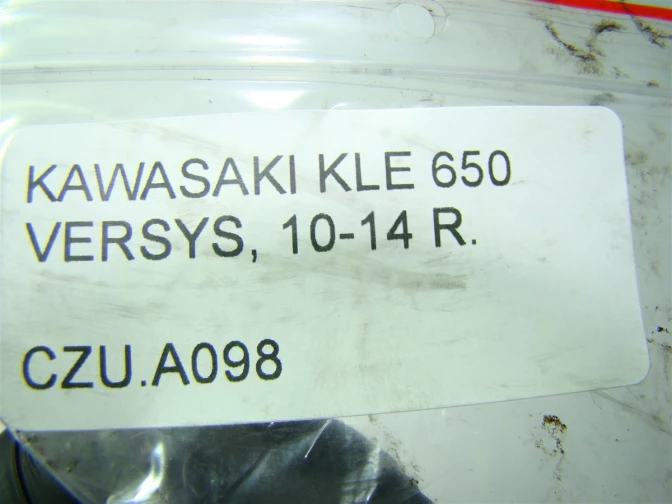 KAWASAKI KLE 650
VERSYS, 10-14 R.
CZU.A098